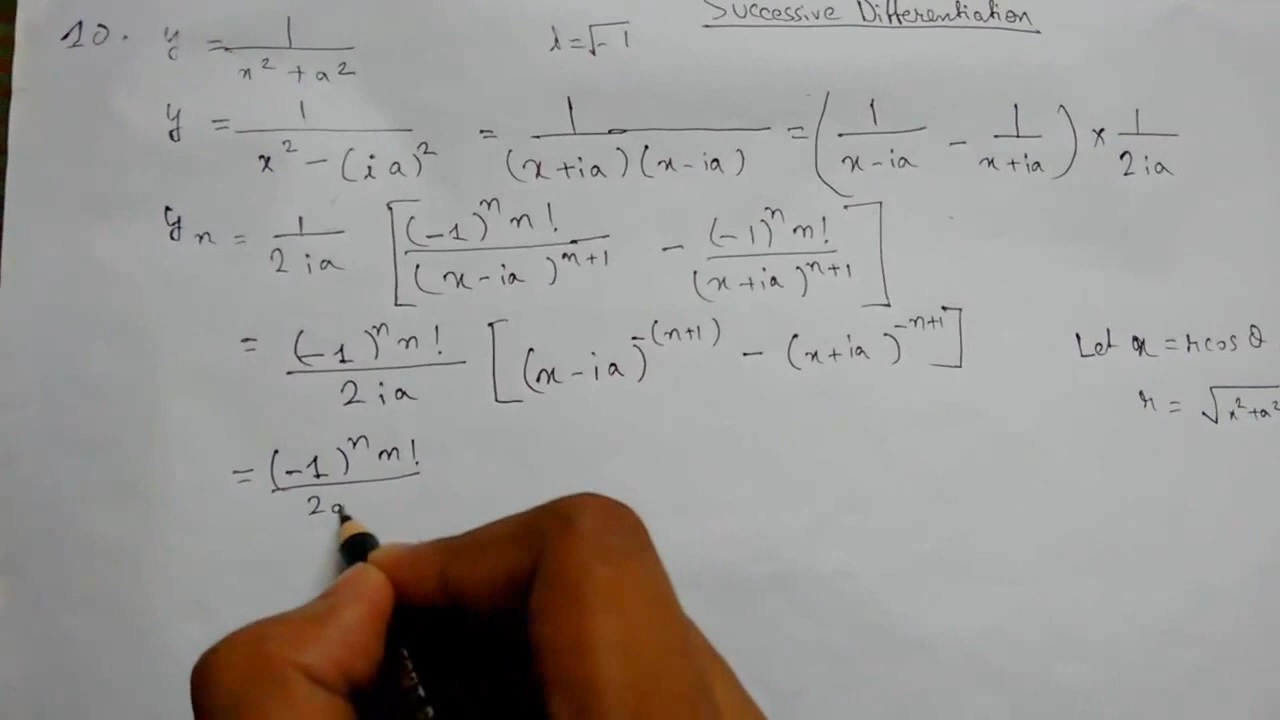 Successive Differentiation
10. y = 1/(x² + a²)    i = √-1
y = 1/(x² - (ia)²) = 1/((x+ia)(x-ia)) = (1/(x-ia) - 1/(x+ia)) × 1/(2ia)
yₙ = 1/(2ia) [(-1)ⁿ n!/(x-ia)ⁿ⁺¹ - (-1)ⁿ n!/(x+ia)ⁿ⁺¹]
= (-1)ⁿ n!/(2ia) [(x-ia)^-(n+1) - (x+ia)^-n+1]    Let x = r cos θ
r = √x²+a²
= (-1)ⁿ n!/2